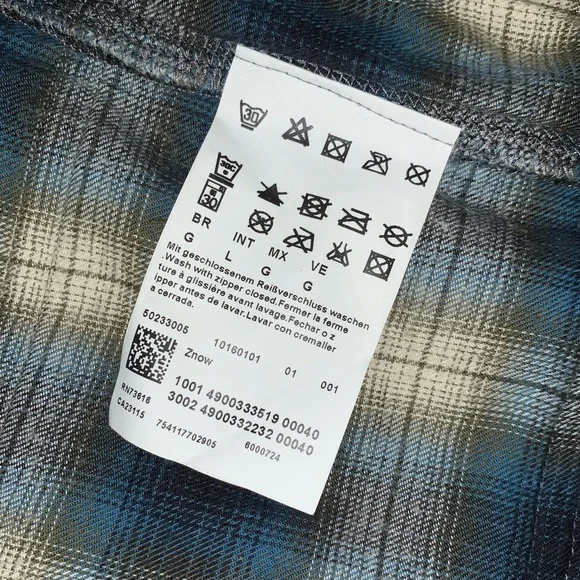 30
30C
30
BR INT MX VE
G L G G
Mit geschlossenem Reißverschluss waschen
.Wash with zipper closed.Fermer la ferme
ture à glissière avant lavage.Fechar o z
ipper antes de lavar.Lavar con cremaller
a cerrada.
50233005 10160101 01 001
Znow
1001 4900333519 00040
3002 4900332232 00040
RN73616
CA23115 754117702905 6000724